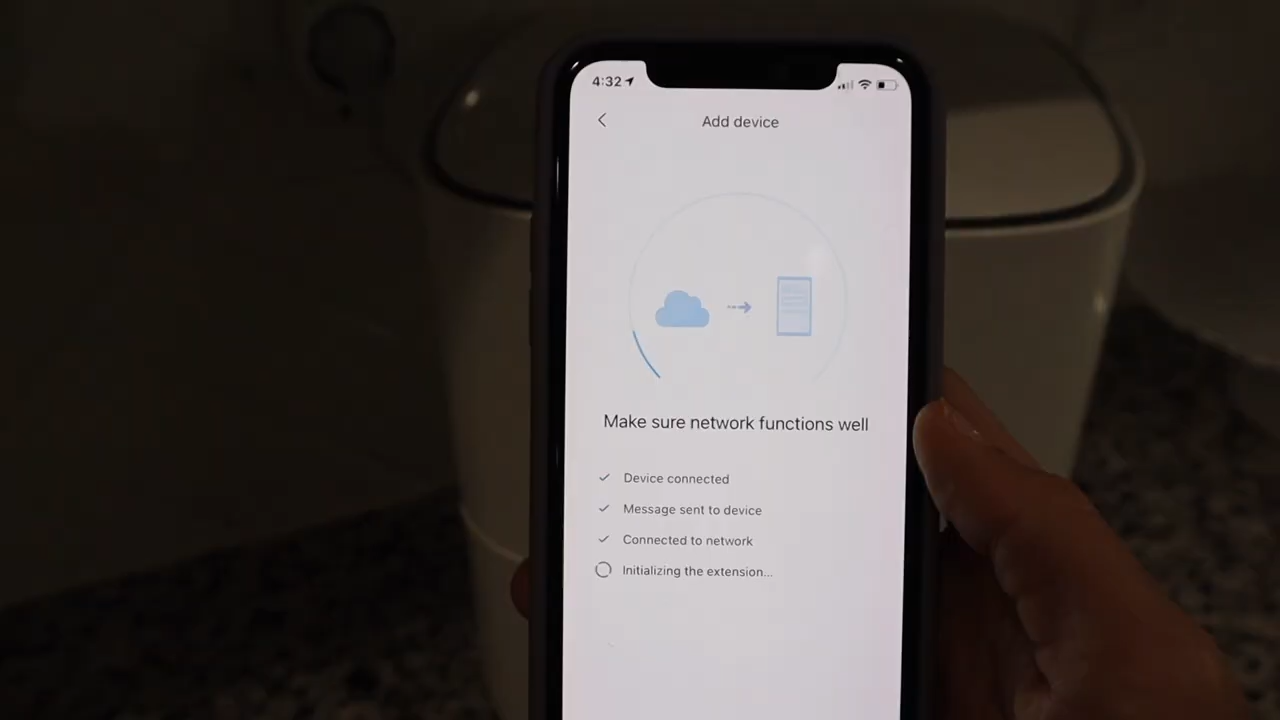 4:32
Add device
Make sure network functions well
Device connected
Message sent to device
Connected to network
Initializing the extension...